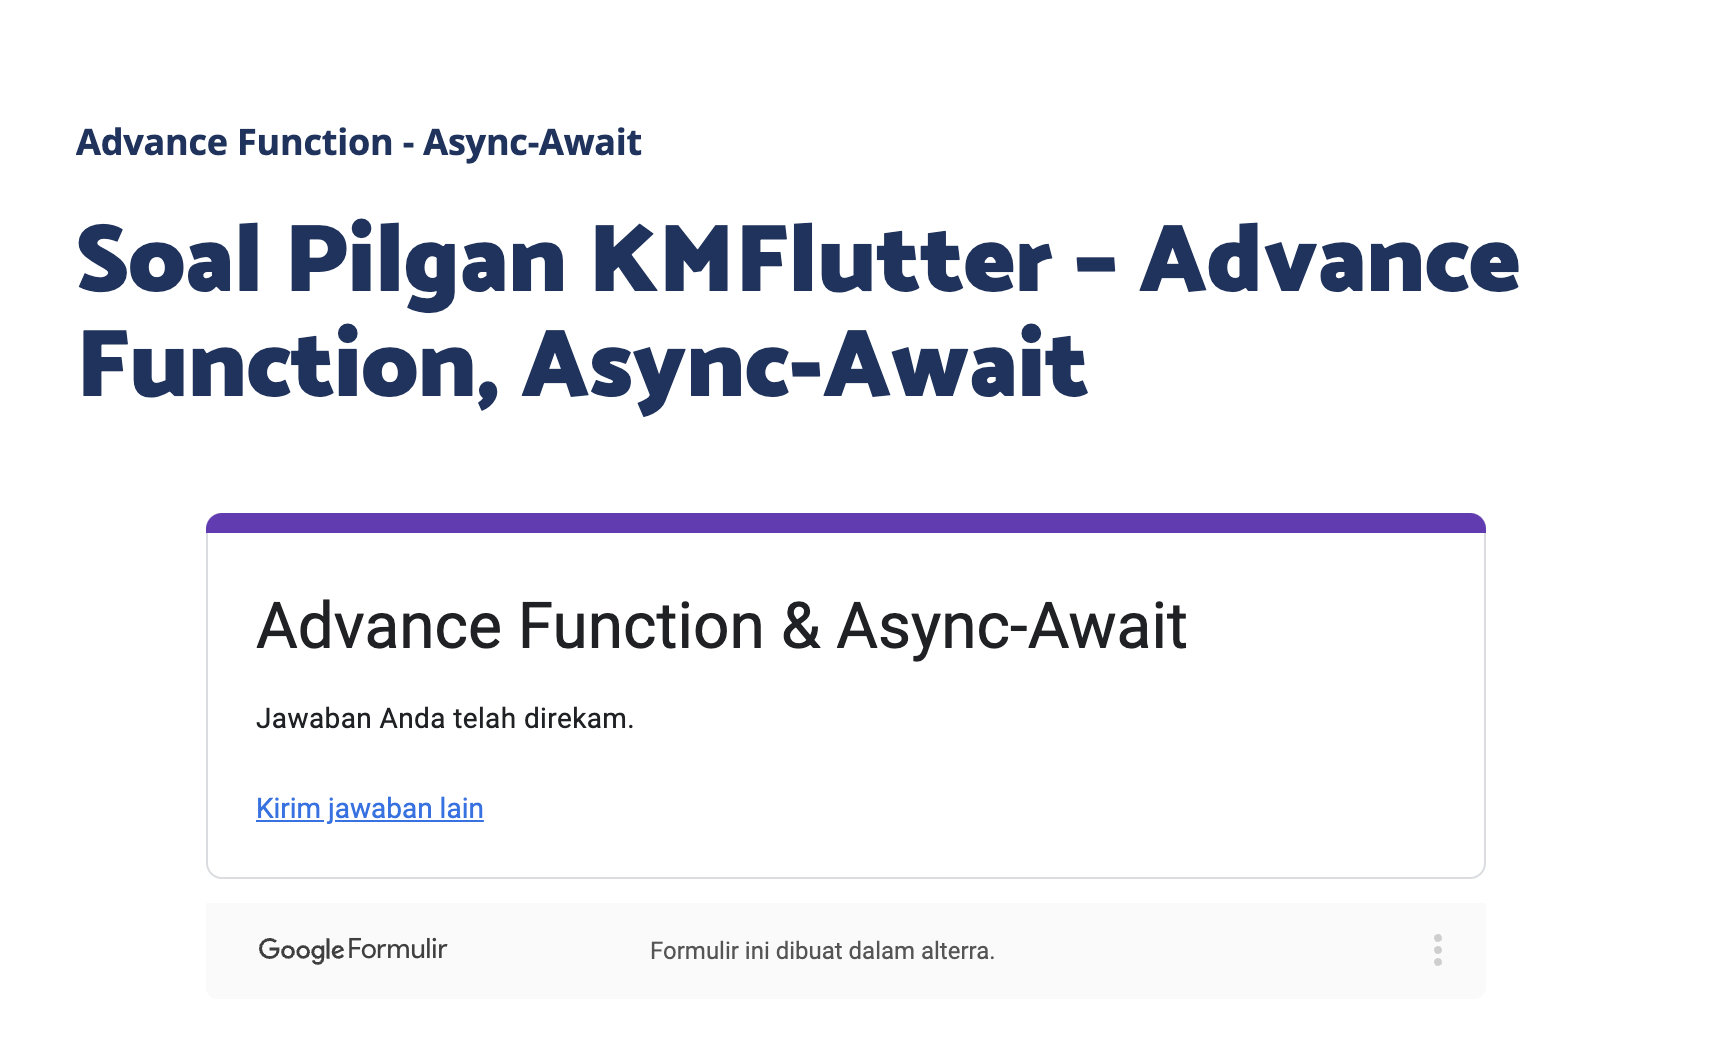 Advance Function - Async-Await
Soal Pilgan KMFlutter – Advance
Function, Async-Await
Advance Function & Async-Await
Jawaban Anda telah direkam.
Kirim jawaban lain
Google Formulir
Formulir ini dibuat dalam alterra.